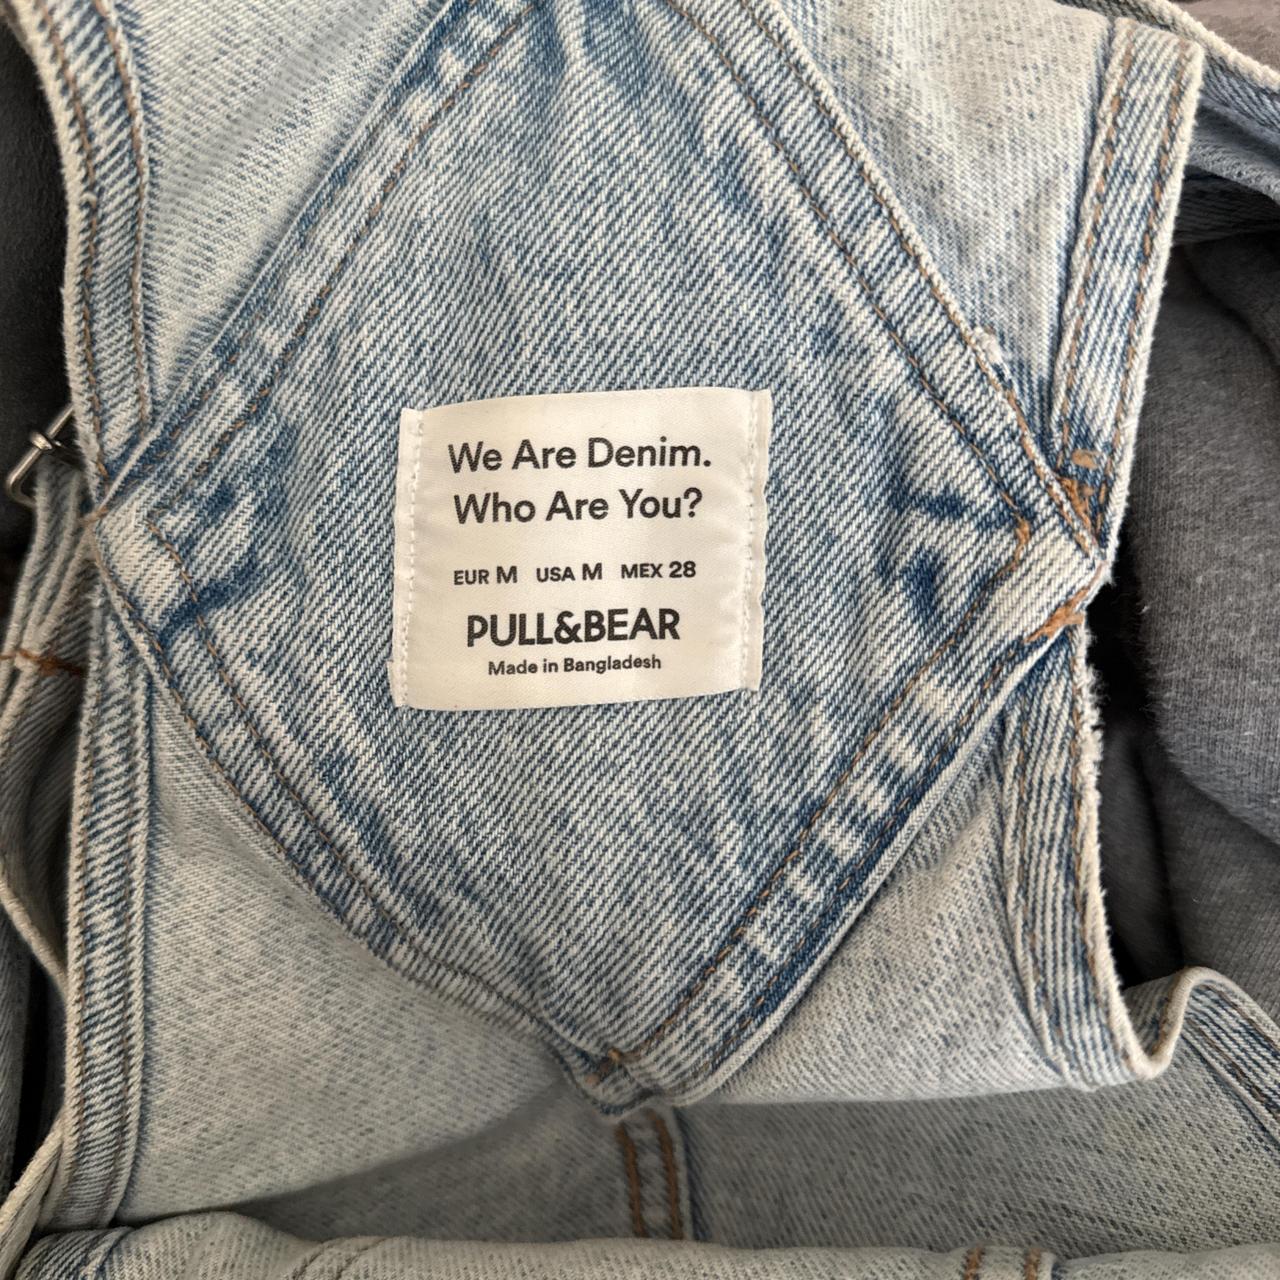 We Are Denim.
Who Are You?
EUR M USA M MEX 28
PULL&BEAR
Made in Bangladesh